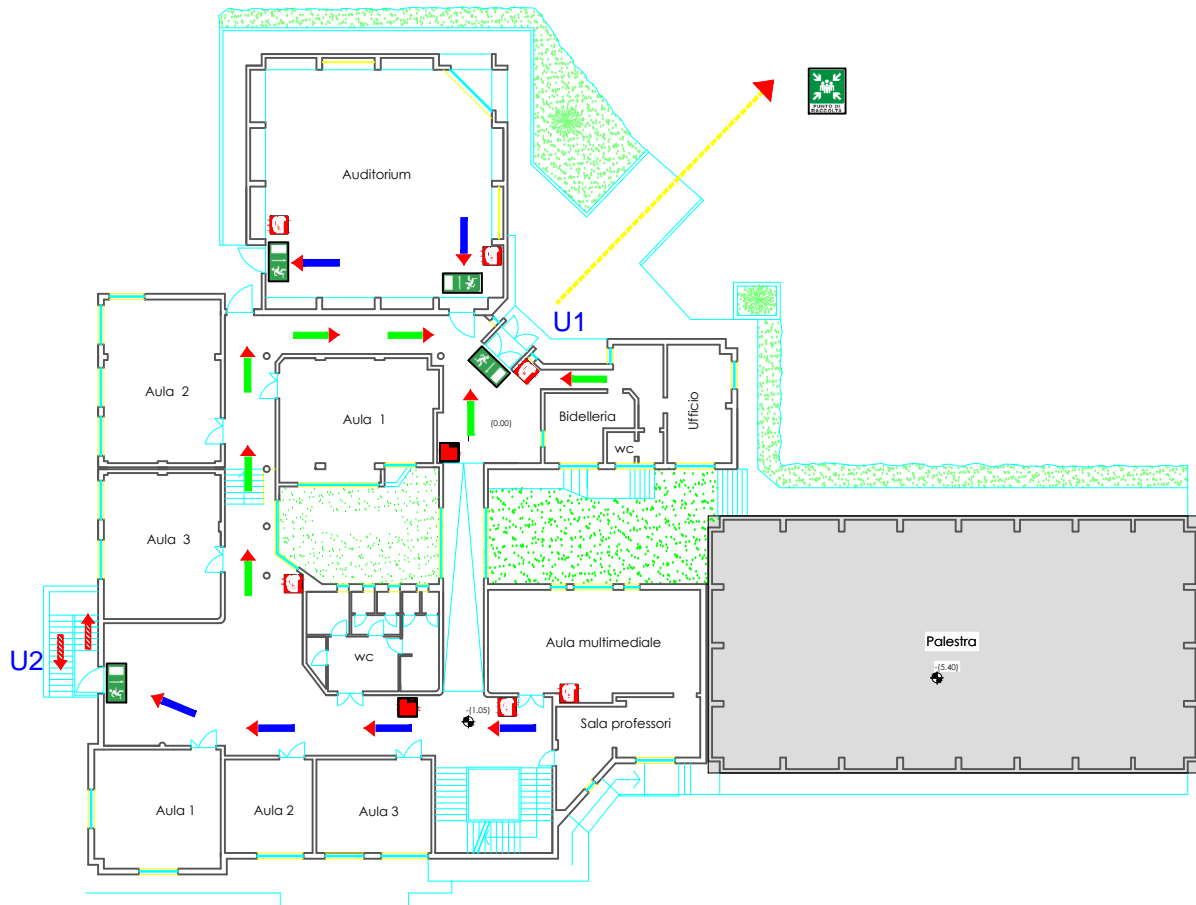 PUNTO DI
RACCOLTA
Auditorium
U1
Aula 2
Aula 1
Bidelleria
Ufficio
(0.00)
wc
Aula 3
Aula multimediale
Palestra
-(5.40)
U2
wc
-(1.05)
Sala professori
Aula 1
Aula 2
Aula 3